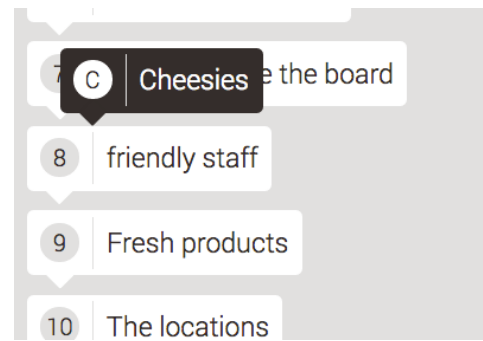 7 e the board
C Cheesies
8 friendly staff
9 Fresh products
10 The locations